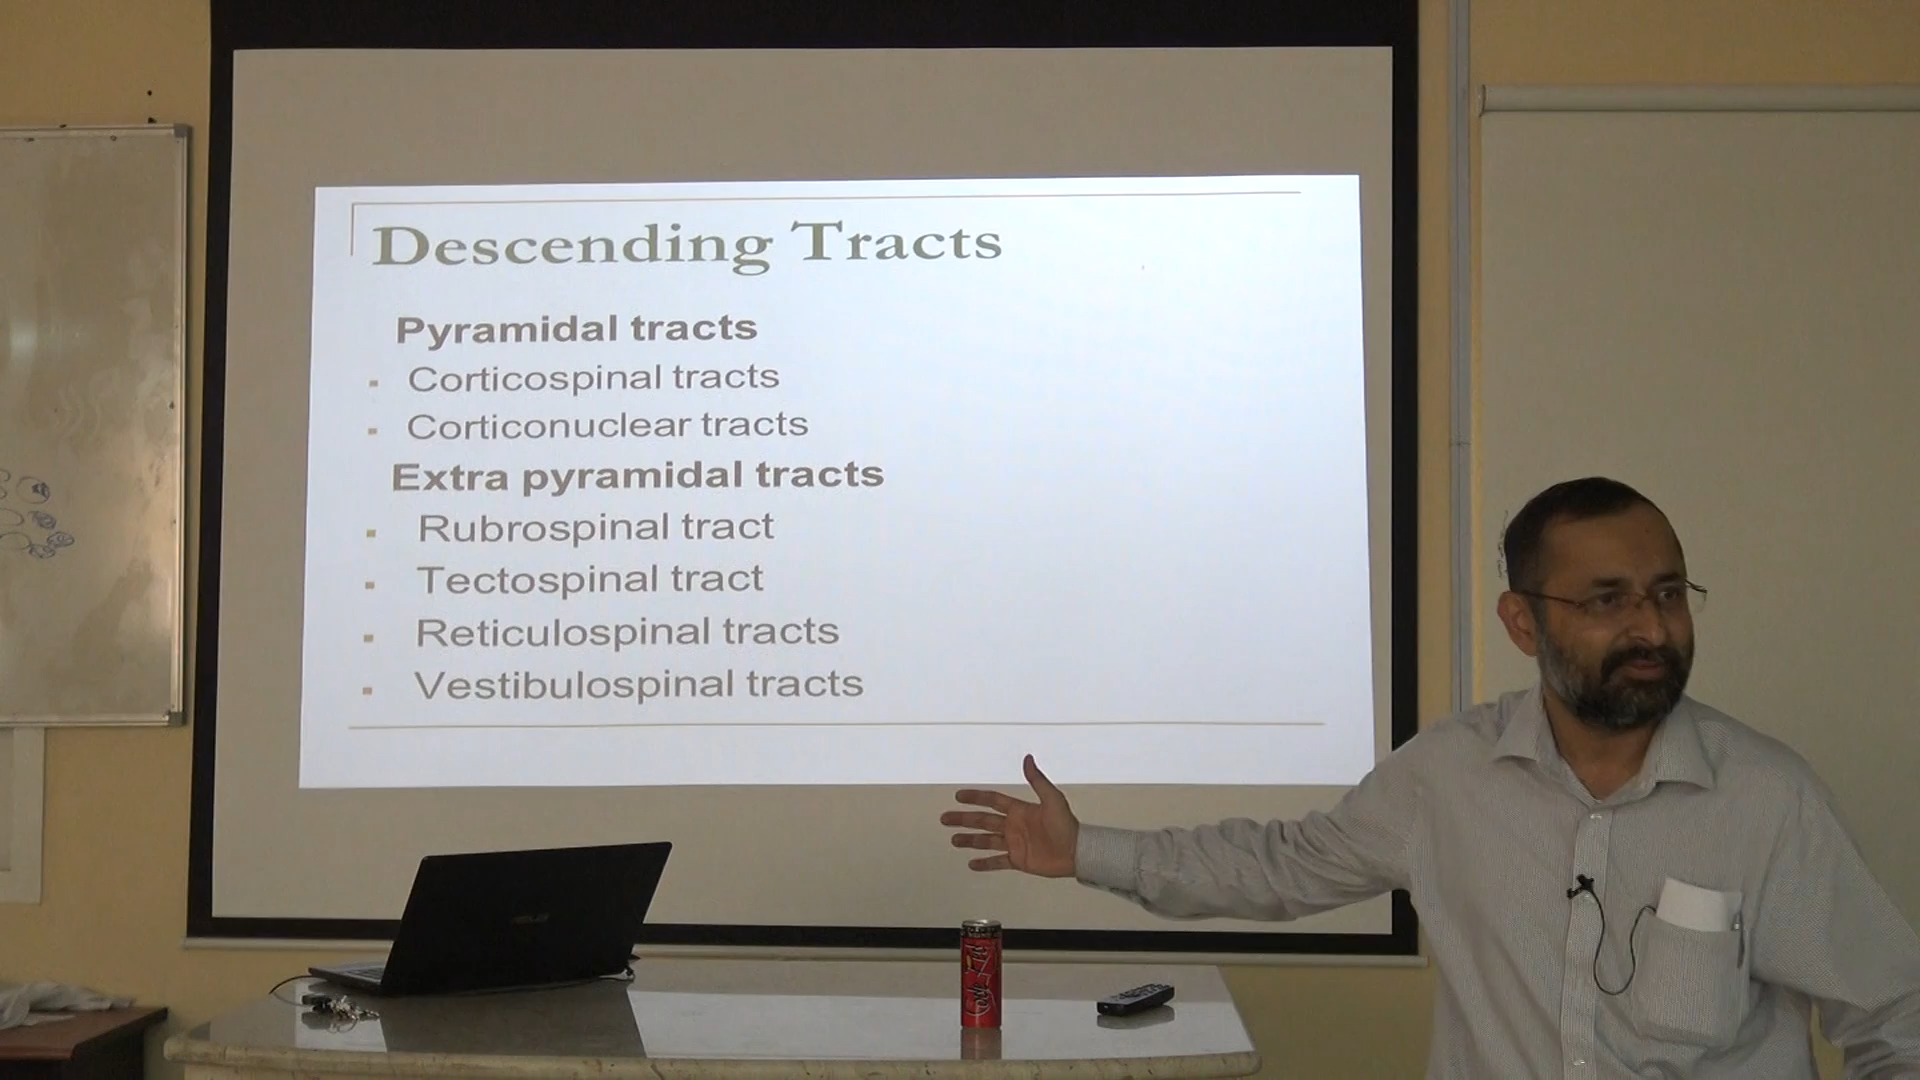 Descending Tracts
Pyramidal tracts
▪ Corticospinal tracts
▪ Corticonuclear tracts
Extra pyramidal tracts
▪ Rubrospinal tract
▪ Tectospinal tract
▪ Reticulospinal tracts
▪ Vestibulospinal tracts